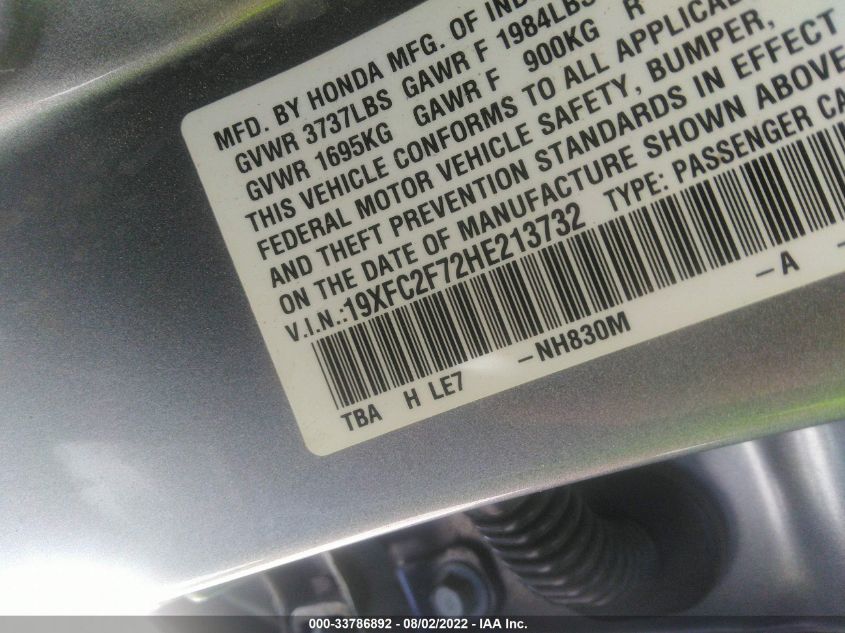 MFD. BY HONDA MFG. OF IND
GVWR 3737LBS GAWR F 1984LBS
GVWR 1695KG GAWR F 900KG R
THIS VEHICLE CONFORMS TO ALL APPLICAB
FEDERAL MOTOR VEHICLE SAFETY, BUMPER,
AND THEFT PREVENTION STANDARDS IN EFFECT
ON THE DATE OF MANUFACTURE SHOWN ABOVE
V.I.N.:19XFC2F72HE213732 TYPE: PASSENGER CA
-NH830M -A -
TBA H LE7
000-33786892 - 08/02/2022 - IAA Inc.